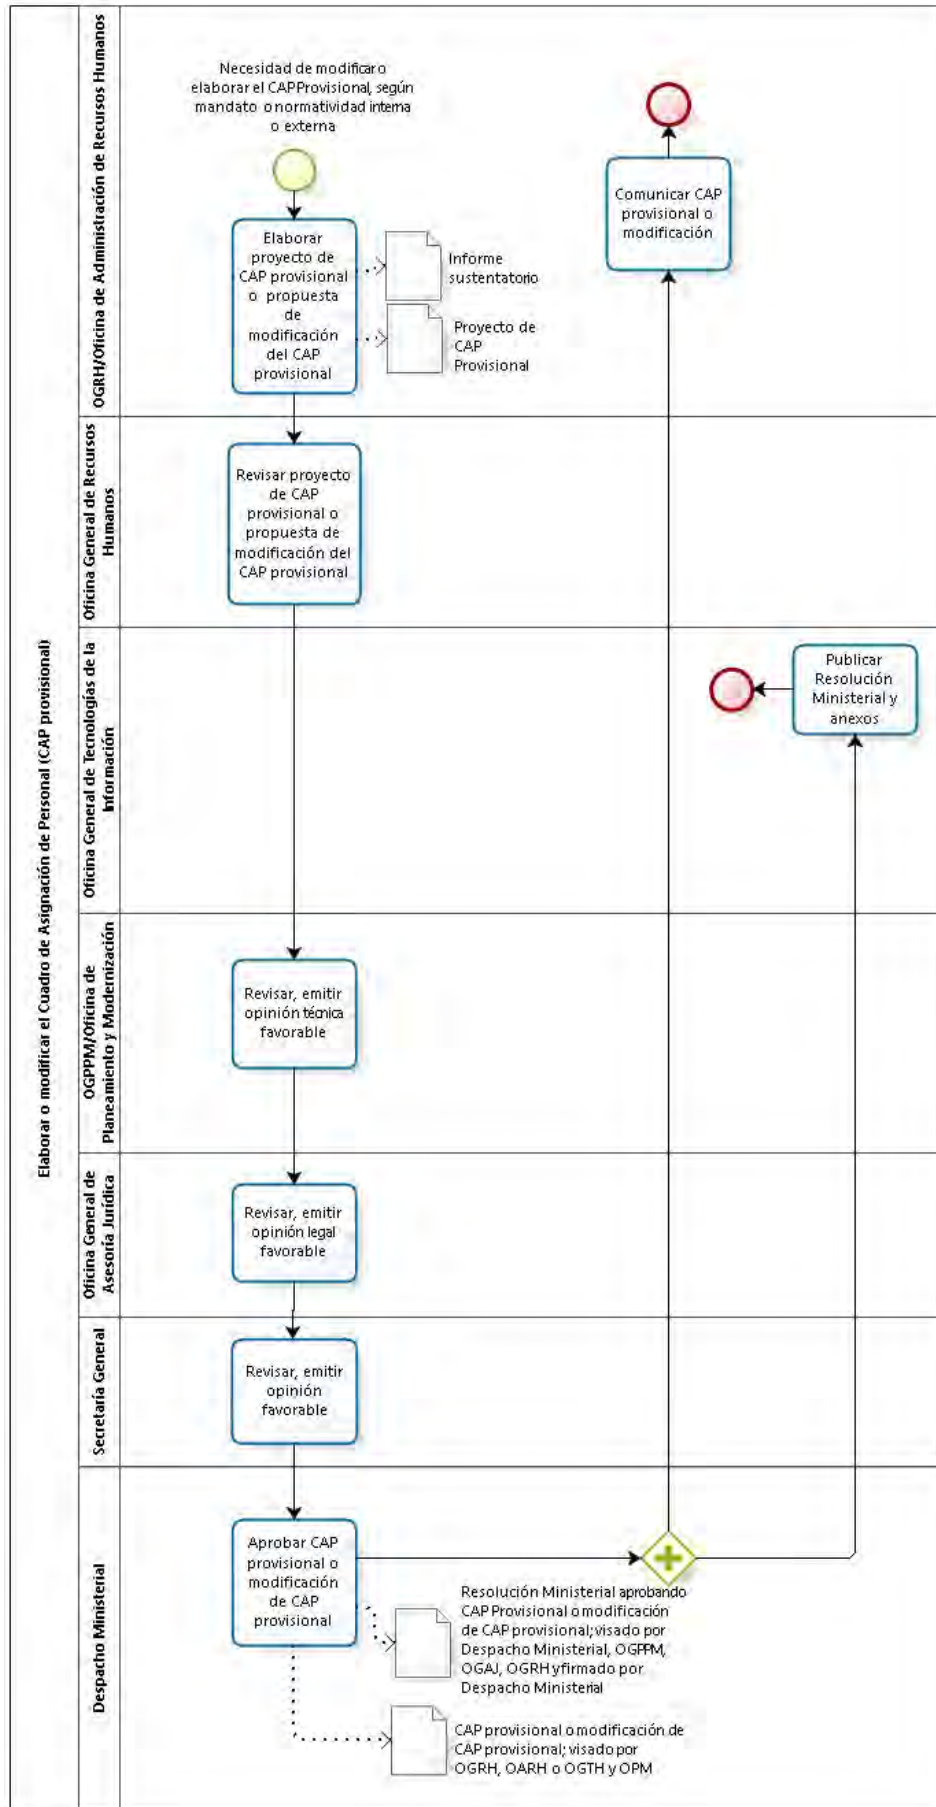 Elaborar o modificar el Cuadro de Asignación de Personal (CAP provisional)
OGRH/Oficina de Administración de Recursos Humanos
Necesidad de modificar o
elaborar el CAP Provisional, según
mandato o normatividad interna
o externa
Elaborar
proyecto de
CAP provisional
o propuesta
de
modificación
del CAP
provisional
Informe
sustentatorio
Proyecto de
CAP
Provisional
Comunicar CAP
provisional o
modificación
Oficina General de Recursos
Humanos
Revisar proyecto
de CAP
provisional o
propuesta de
modificación del
CAP provisional
Oficina General de Tecnologías de la
Información
Publicar
Resolución
Ministerial y
anexos
OGPPM/Oficina de
Planeamiento y Modernización
Revisar, emitir
opinión técnica
favorable
Oficina General de
Asesoría Jurídica
Revisar, emitir
opinión legal
favorable
Secretaría General
Revisar, emitir
opinión
favorable
Despacho Ministerial
Aprobar CAP
provisional o
modificación
de CAP
provisional
Resolución Ministerial aprobando
CAP Provisional o modificación
de CAP provisional; visado por
Despacho Ministerial, OGPPM,
OGAJ, OGRH y firmado por
Despacho Ministerial
CAP provisional o modificación de
CAP provisional; visado por
OGRH, OARH o OGTH y OPM